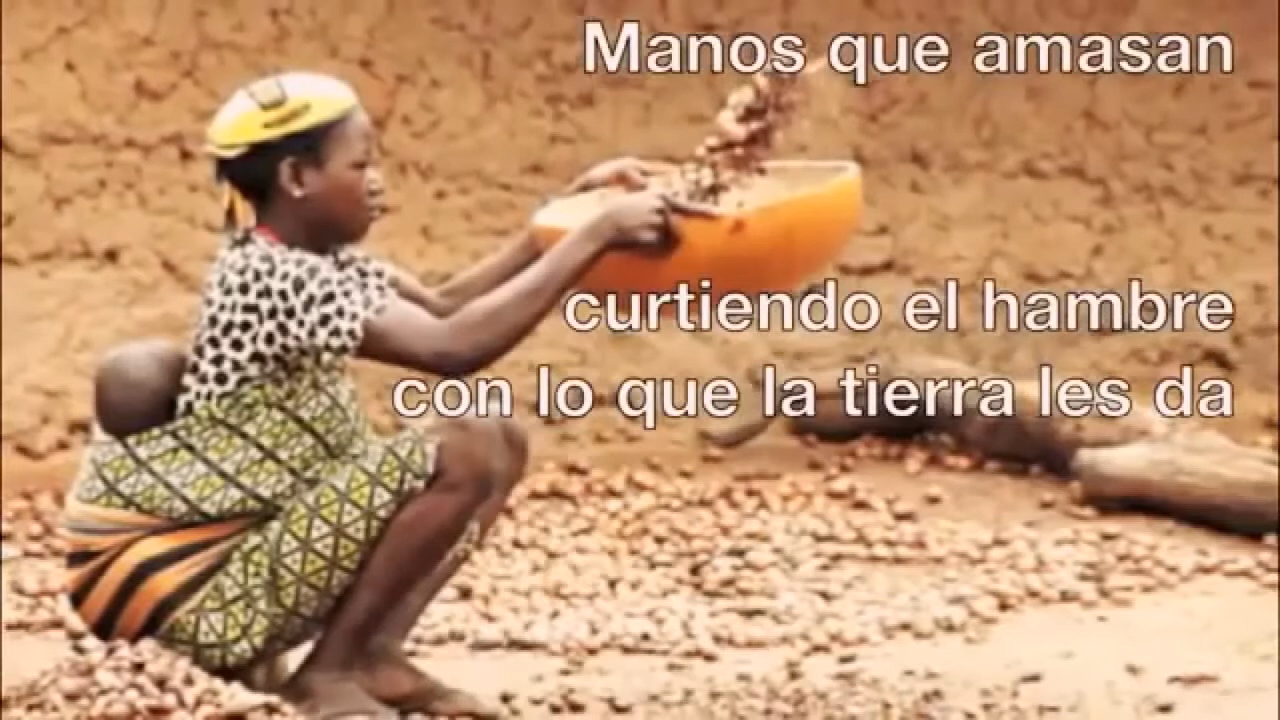 Manos que amasan
curtiendo el hambre
con lo que la tierra les da